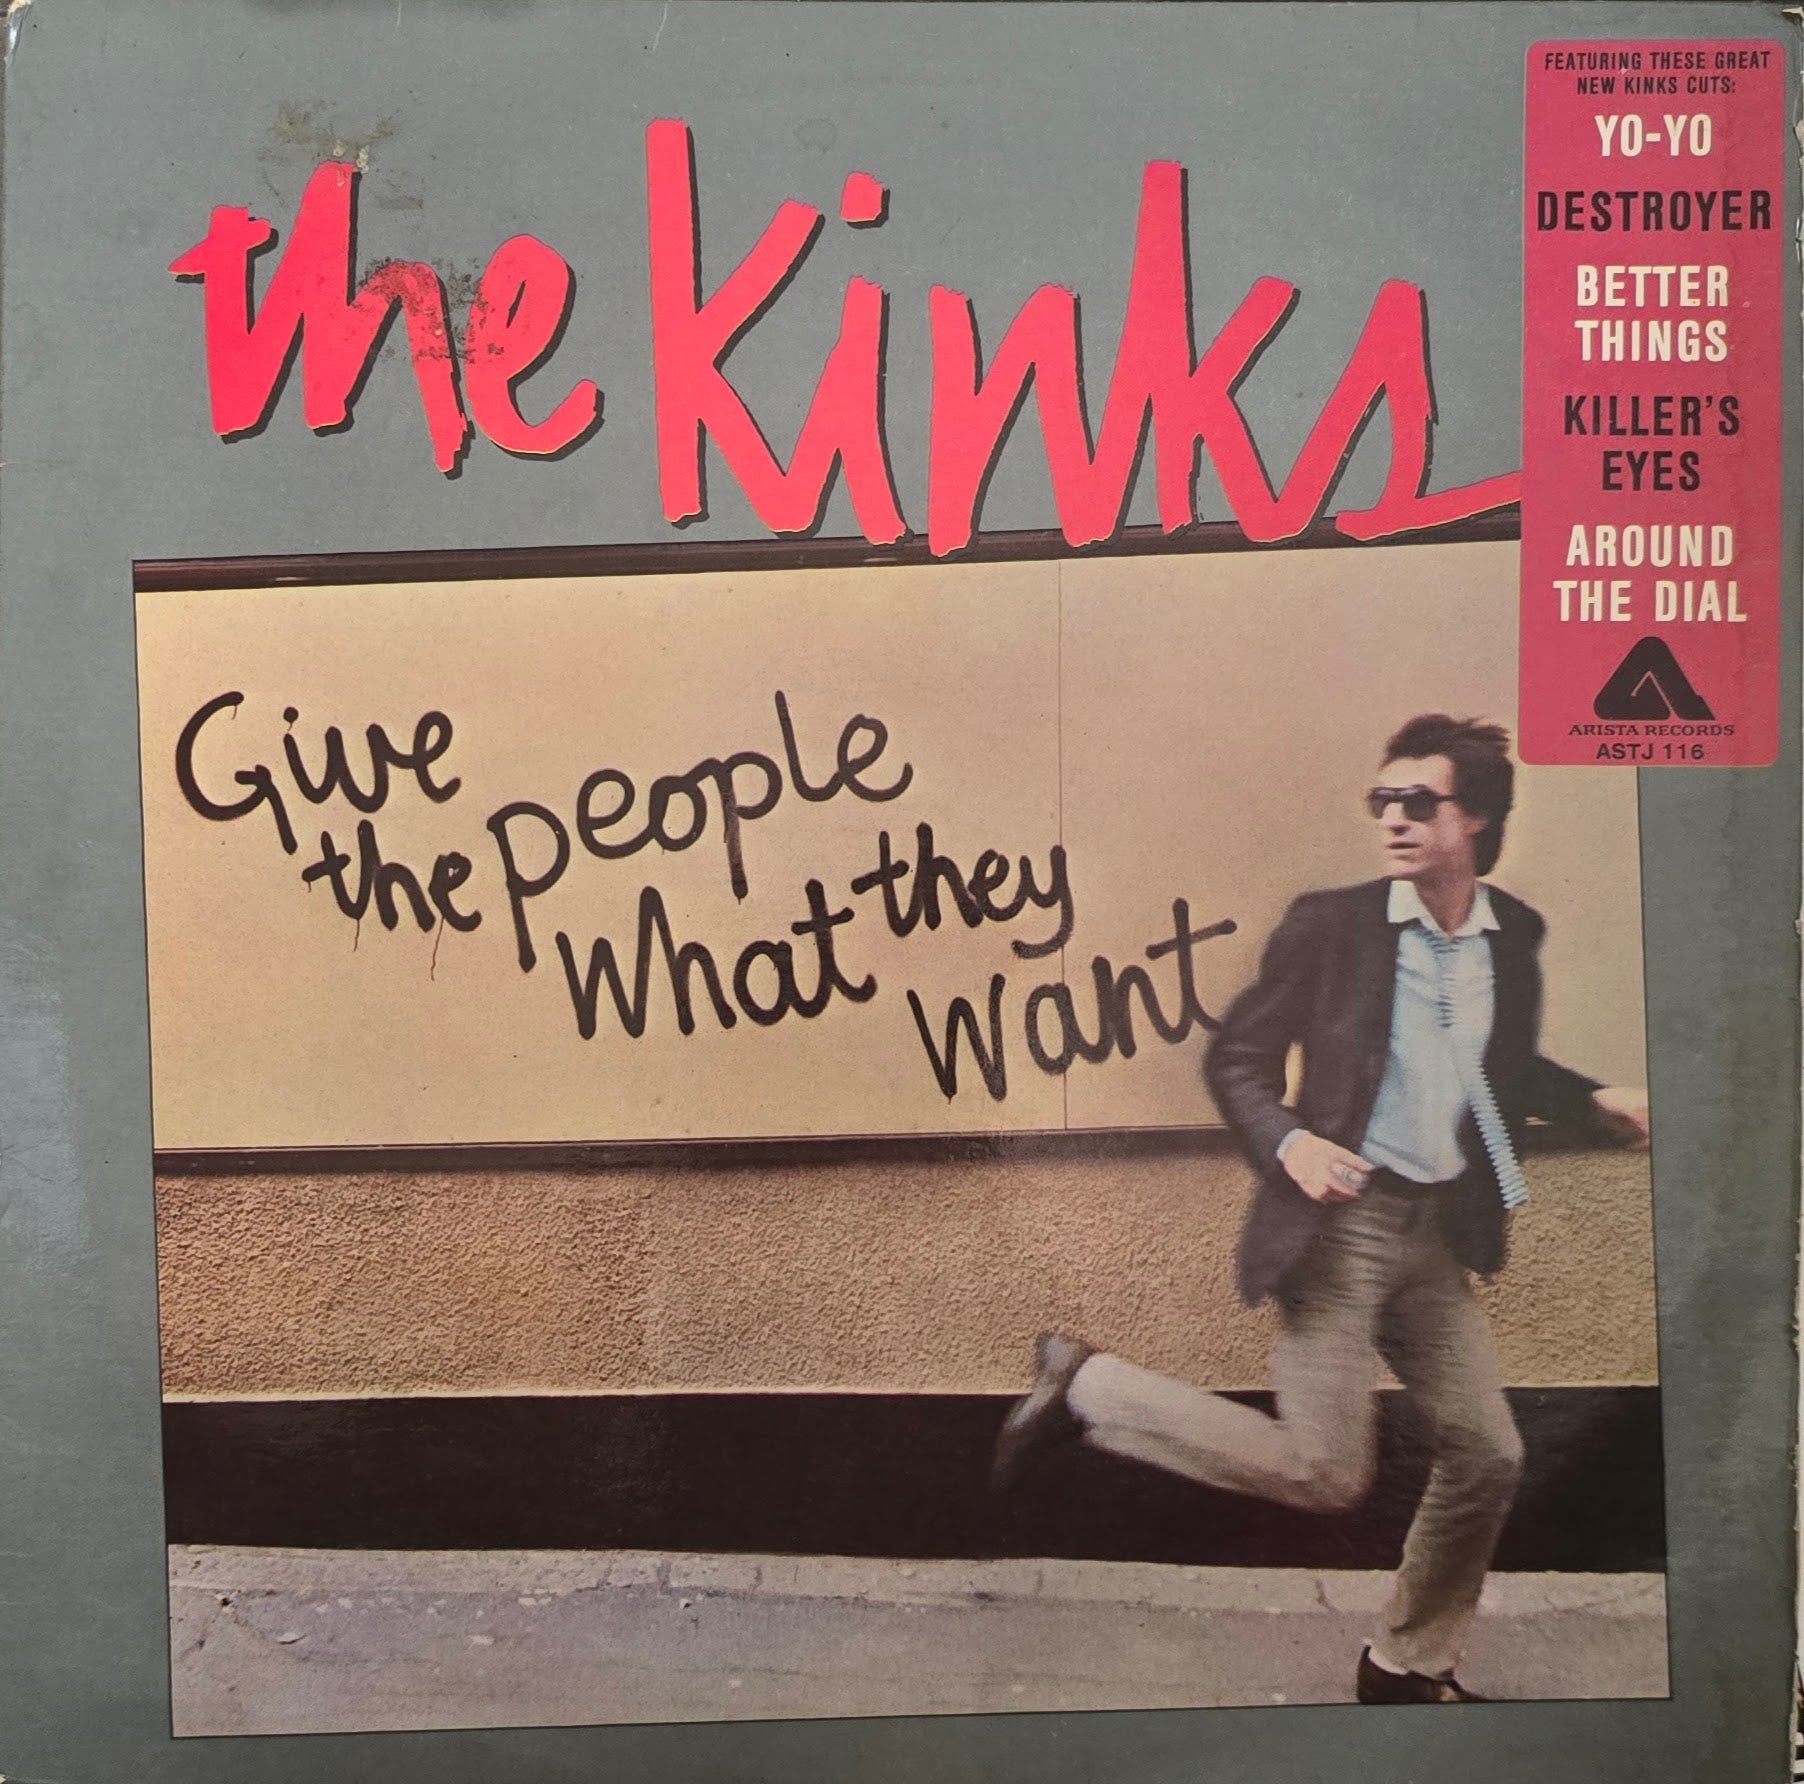 the Kinks
FEATURING THESE GREAT
NEW KINKS CUTS:
YO-YO
DESTROYER
BETTER
THINGS
KILLER'S
EYES
AROUND
THE DIAL
ARISTA RECORDS
ASTJ 116
Give
the people
What they
want